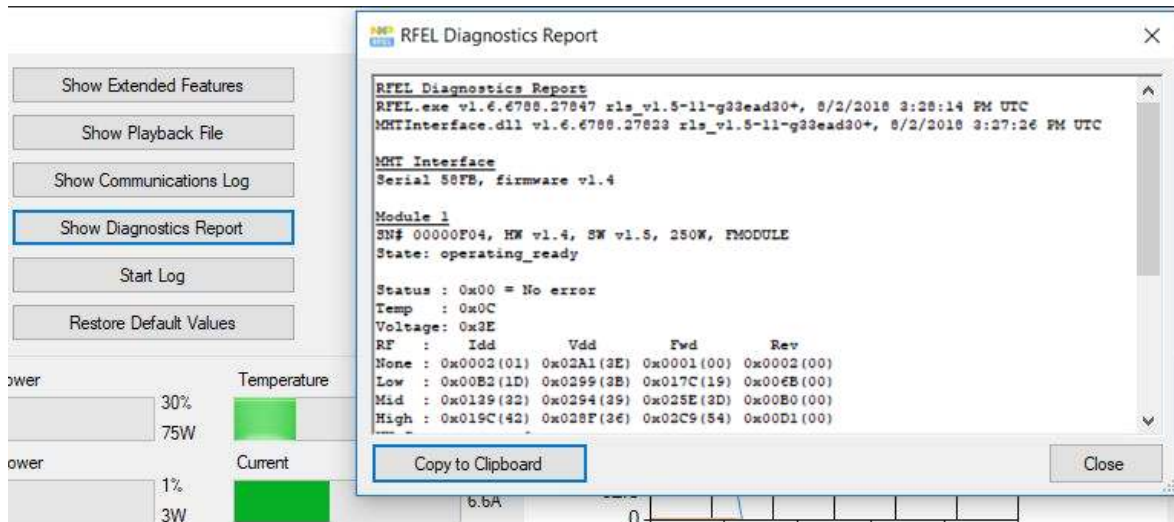 NXP
RFEL
RFEL Diagnostics Report
Show Extended Features
Show Playback File
Show Communications Log
Show Diagnostics Report
Start Log
Restore Default Values
RFEL Diagnostics Report
RFEL.exe v1.6.6788.27847 rls_v1.5-11-g33ead30+, 8/2/2018 3:28:14 PM UTC
MHTInterface.dll v1.6.6788.27823 rls_v1.5-11-g33ead30+, 8/2/2018 3:27:26 PM UTC
MHT Interface
Serial 58FB, firmware v1.4
Module 1
SN# 00000F04, HW v1.4, SW v1.5, 250W, FMODULE
State: operating_ready
Status : 0x00 = No error
Temp : 0x0C
Voltage: 0x3E
RF : Idd Vdd Fwd Rev
None : 0x0002(01) 0x02A1(3E) 0x0001(00) 0x0002(00)
Low : 0x00B2(1D) 0x0299(3B) 0x017C(19) 0x006B(00)
Mid : 0x0139(32) 0x0294(39) 0x025E(3D) 0x00B0(00)
High : 0x019C(42) 0x028F(36) 0x02C9(54) 0x00D1(00)
Copy to Clipboard
Close
ower
30%
75W
Temperature
ower
1%
3W
Current
6.6A
0